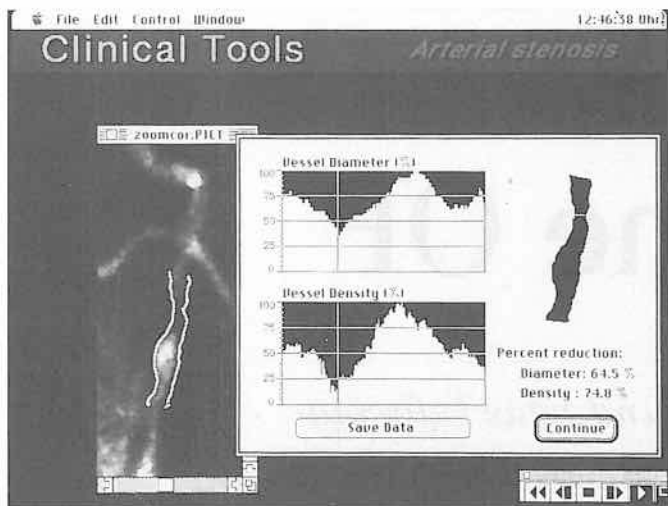 File Edit Control Window 12:46:38 Uhr
Clinical Tools
Arterial stenosis
zoomcor.PICT
Vessel Diameter (%)
100
75
50
25
0
Vessel Density (%)
100
75
50
25
0
Percent reduction:
Diameter: 64.5 %
Density : 74.8 %
Save Data
Continue